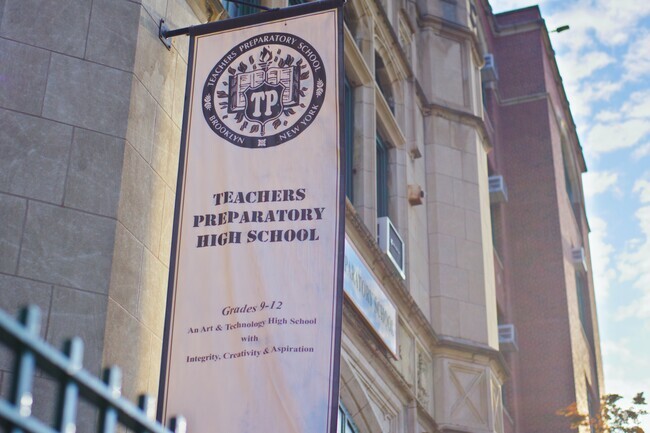 TEACHERS PREPARATORY SCHOOL
TP
BROOKLYN NEW YORK
TEACHERS
PREPARATORY
HIGH SCHOOL
Grades 9-12
An Art & Technology High School
with
Integrity, Creativity & Aspiration